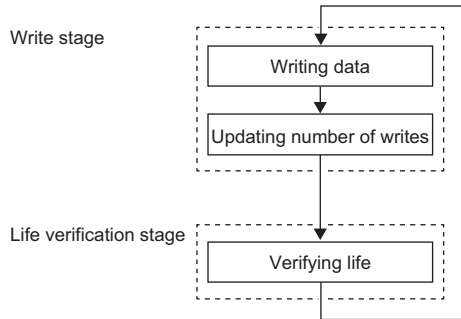 Write stage
Writing data
Updating number of writes
Life verification stage
Verifying life